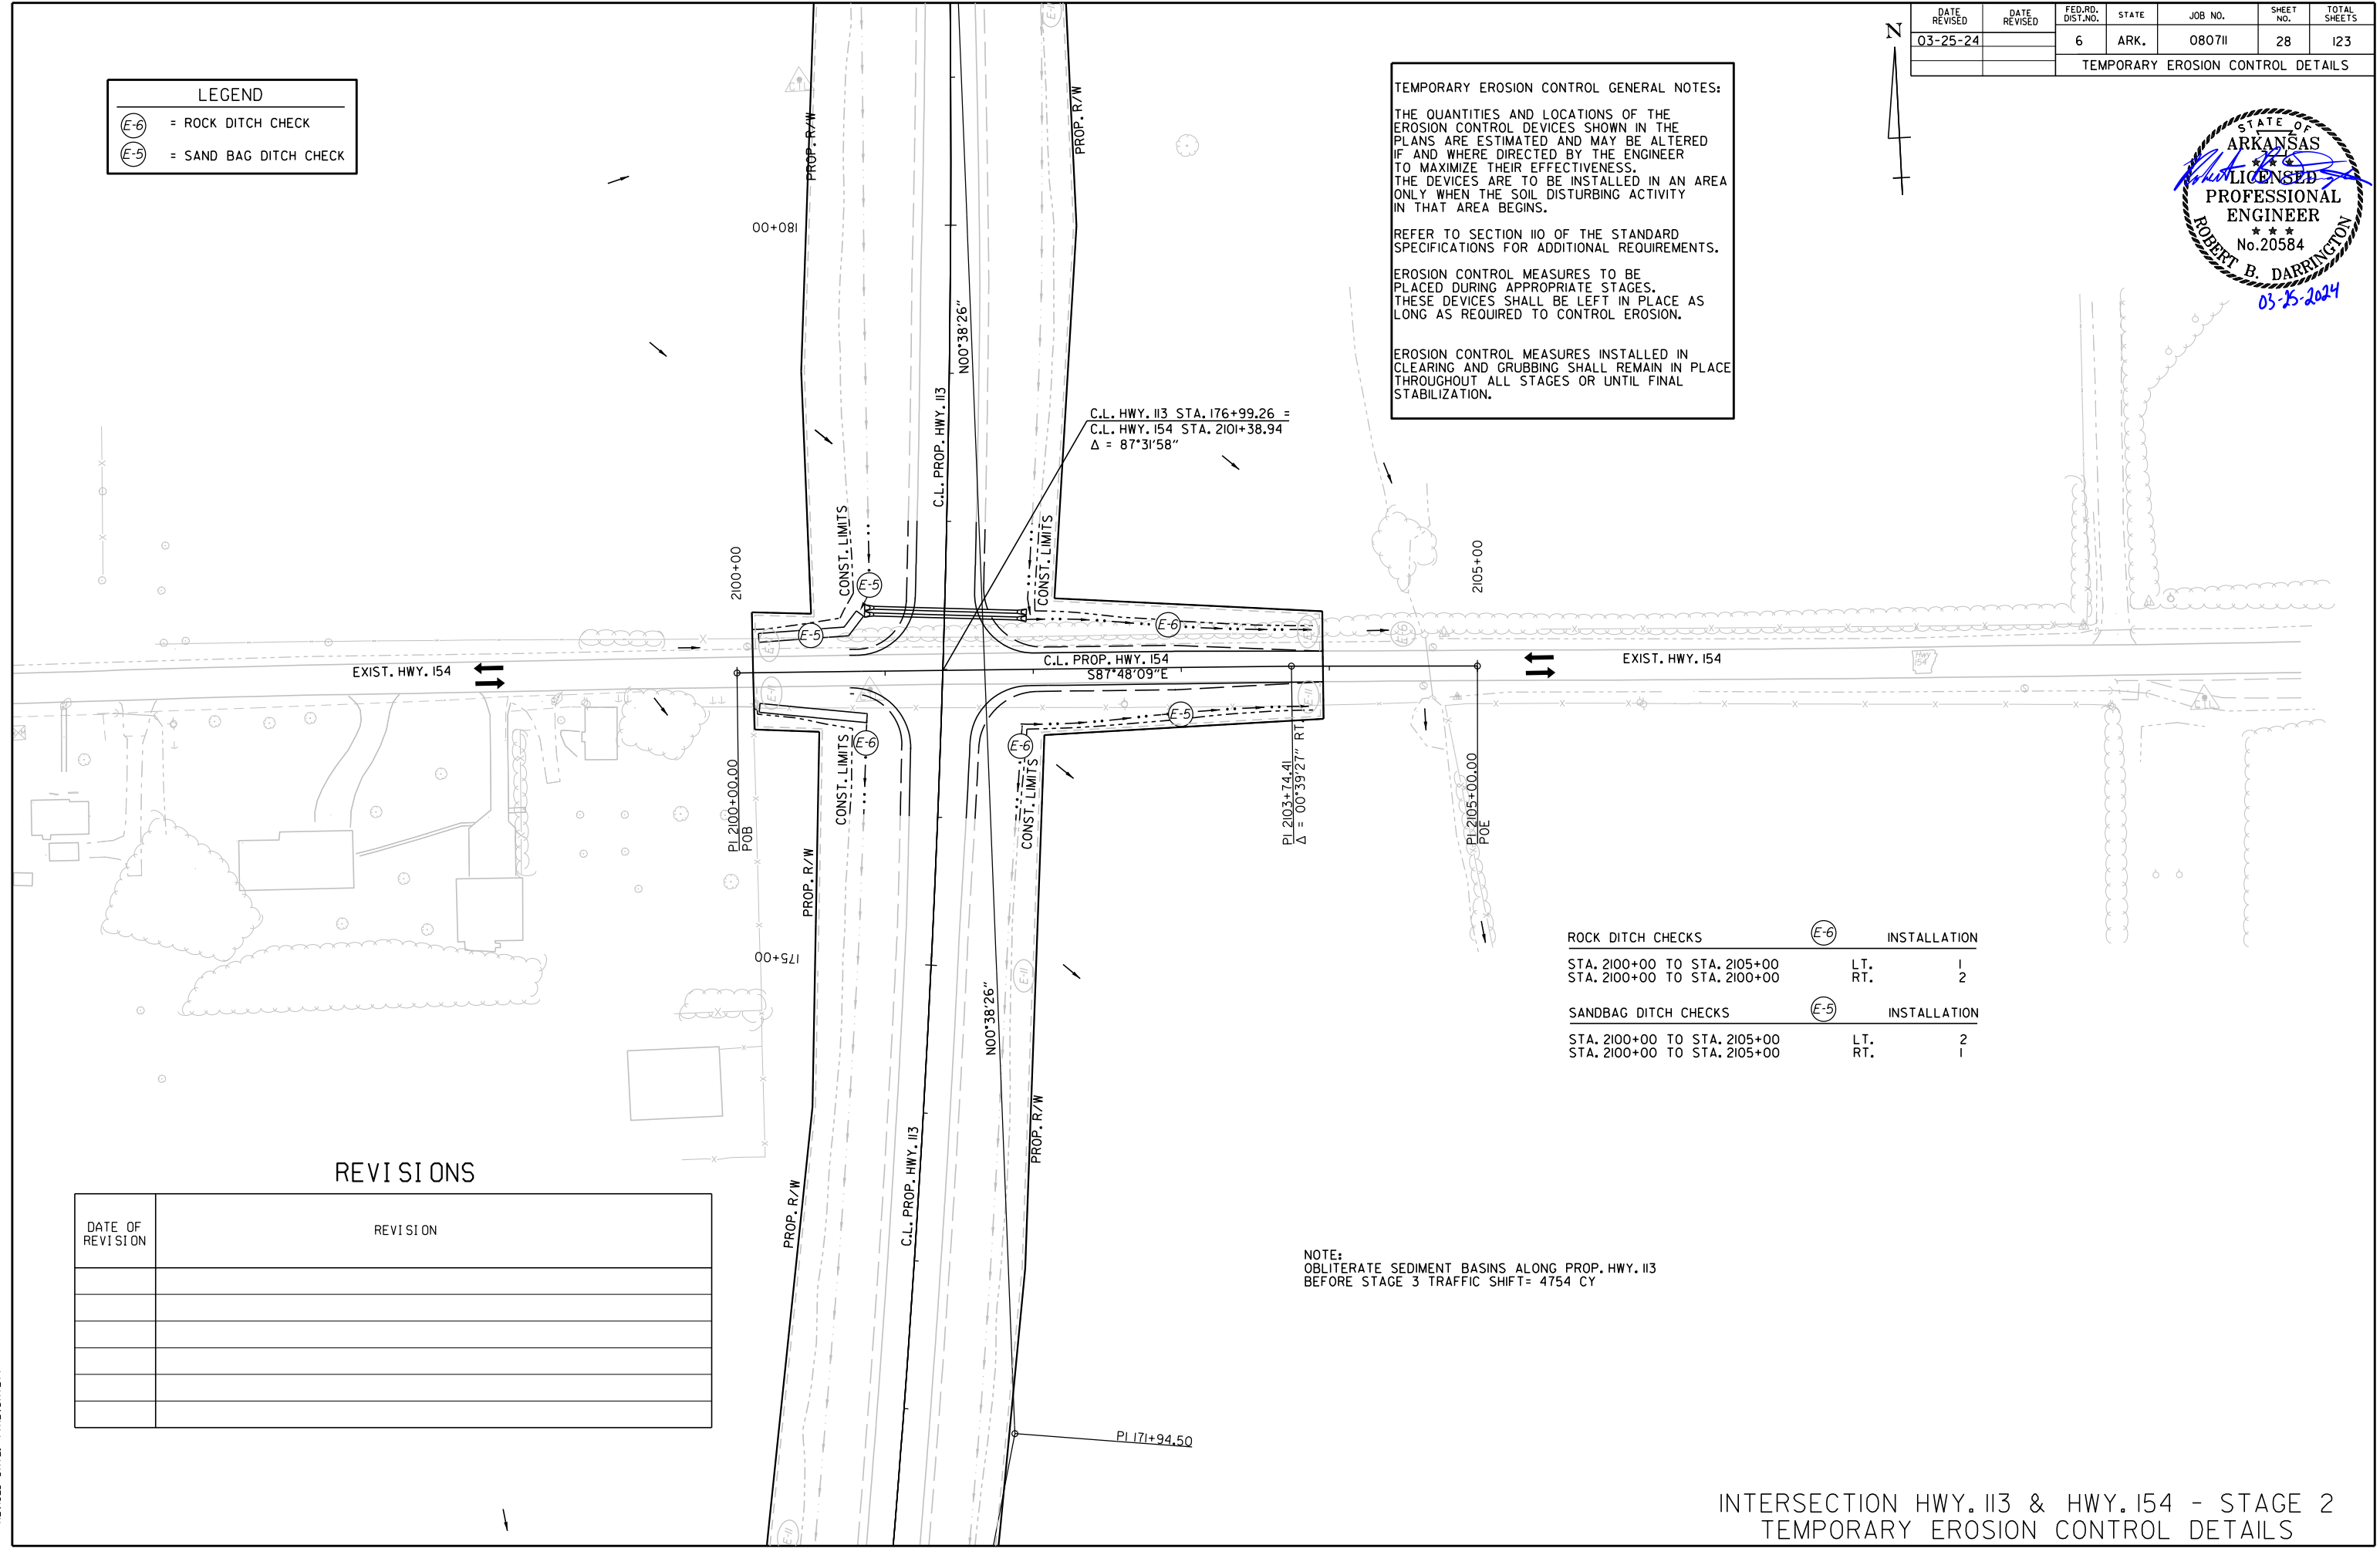 DATE REVISED
DATE REVISED
FED.RD. DIST.NO.
STATE
JOB NO.
SHEET NO.
TOTAL SHEETS
03-25-24
6
ARK.
080711
28
123
TEMPORARY EROSION CONTROL DETAILS
N
STATE OF
ARKANSAS
★ ★ ★
LICENSED
PROFESSIONAL
ENGINEER
★ ★ ★
No.20584
ROBERT B. DARRINGTON
03-25-2024
LEGEND
E-6 = ROCK DITCH CHECK
E-5 = SAND BAG DITCH CHECK
TEMPORARY EROSION CONTROL GENERAL NOTES:
THE QUANTITIES AND LOCATIONS OF THE
EROSION CONTROL DEVICES SHOWN IN THE
PLANS ARE ESTIMATED AND MAY BE ALTERED
IF AND WHERE DIRECTED BY THE ENGINEER
TO MAXIMIZE THEIR EFFECTIVENESS.
THE DEVICES ARE TO BE INSTALLED IN AN AREA
ONLY WHEN THE SOIL DISTURBING ACTIVITY
IN THAT AREA BEGINS.
REFER TO SECTION 110 OF THE STANDARD
SPECIFICATIONS FOR ADDITIONAL REQUIREMENTS.
EROSION CONTROL MEASURES TO BE
PLACED DURING APPROPRIATE STAGES.
THESE DEVICES SHALL BE LEFT IN PLACE AS
LONG AS REQUIRED TO CONTROL EROSION.
EROSION CONTROL MEASURES INSTALLED IN
CLEARING AND GRUBBING SHALL REMAIN IN PLACE
THROUGHOUT ALL STAGES OR UNTIL FINAL
STABILIZATION.
E-11
CTL
PROP. R/W
PROP. R/W
180+00
N00°38'26"
C.L. PROP. HWY. 113
C.L. HWY. 113 STA. 176+99.26 =
C.L. HWY. 154 STA. 2101+38.94
Δ = 87°31'58"
CONST. LIMITS
CONST. LIMITS
2100+00
2105+00
E-5
E-5
E-6
EXIST. HWY. 154
C.L. PROP. HWY. 154
S87°48'09"E
EXIST. HWY. 154
HWY 154
E-11
E-5
E-6
E-6
CTL
CONST. LIMITS
CONST. LIMITS
PI 2100+00.00
POB
PI 2103+74.41
Δ = 00°39'27" RT.
PI 2105+00.00
POE
PROP. R/W
175+00
E-11
N00°38'26"
ROCK DITCH CHECKS E-6 INSTALLATION
STA. 2100+00 TO STA. 2105+00 LT. 1
STA. 2100+00 TO STA. 2100+00 RT. 2
SANDBAG DITCH CHECKS E-5 INSTALLATION
STA. 2100+00 TO STA. 2105+00 LT. 2
STA. 2100+00 TO STA. 2105+00 RT. 1
PROP. R/W
C.L. PROP. HWY. 113
PROP. R/W
REVISIONS
DATE OF REVISION
REVISION
NOTE:
OBLITERATE SEDIMENT BASINS ALONG PROP. HWY. 113
BEFORE STAGE 3 TRAFFIC SHIFT= 4754 CY
PI 171+94.50
E-11
INTERSECTION HWY. 113 & HWY. 154 - STAGE 2
TEMPORARY EROSION CONTROL DETAILS